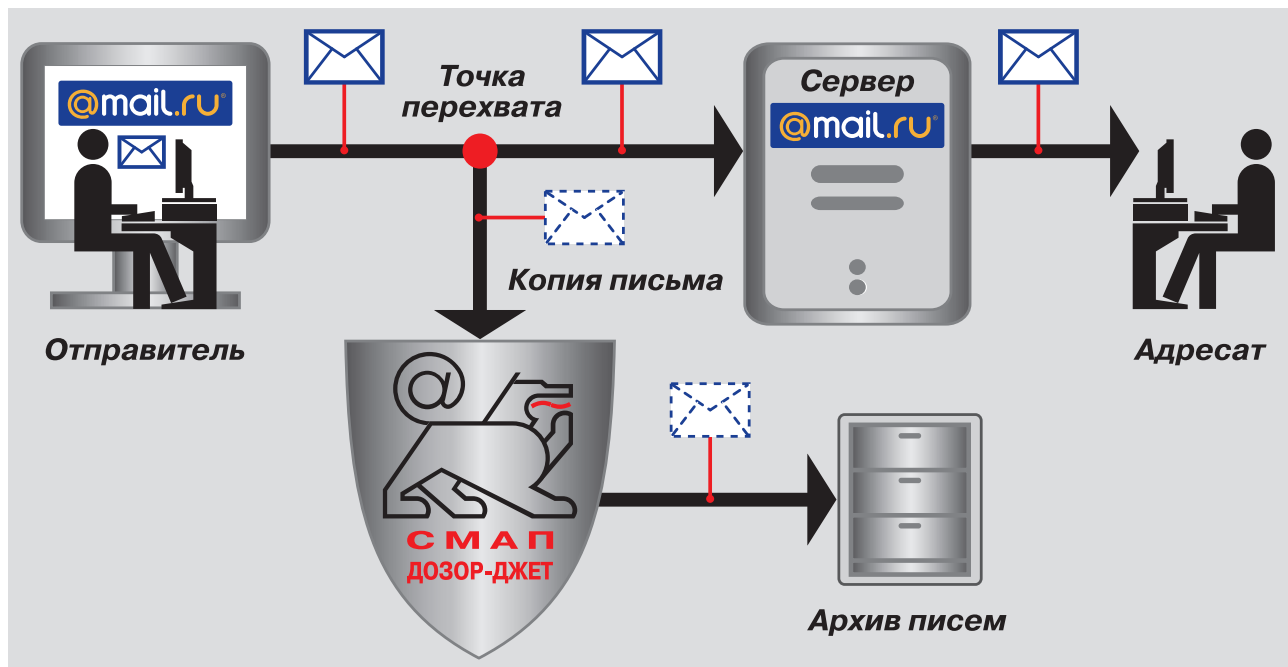 @mail.ru®
Точка
перехвата
Сервер
@mail.ru®
Копия письма
Отправитель
Адресат
@
СМАП
ДОЗОР-ДЖЕТ
Архив писем